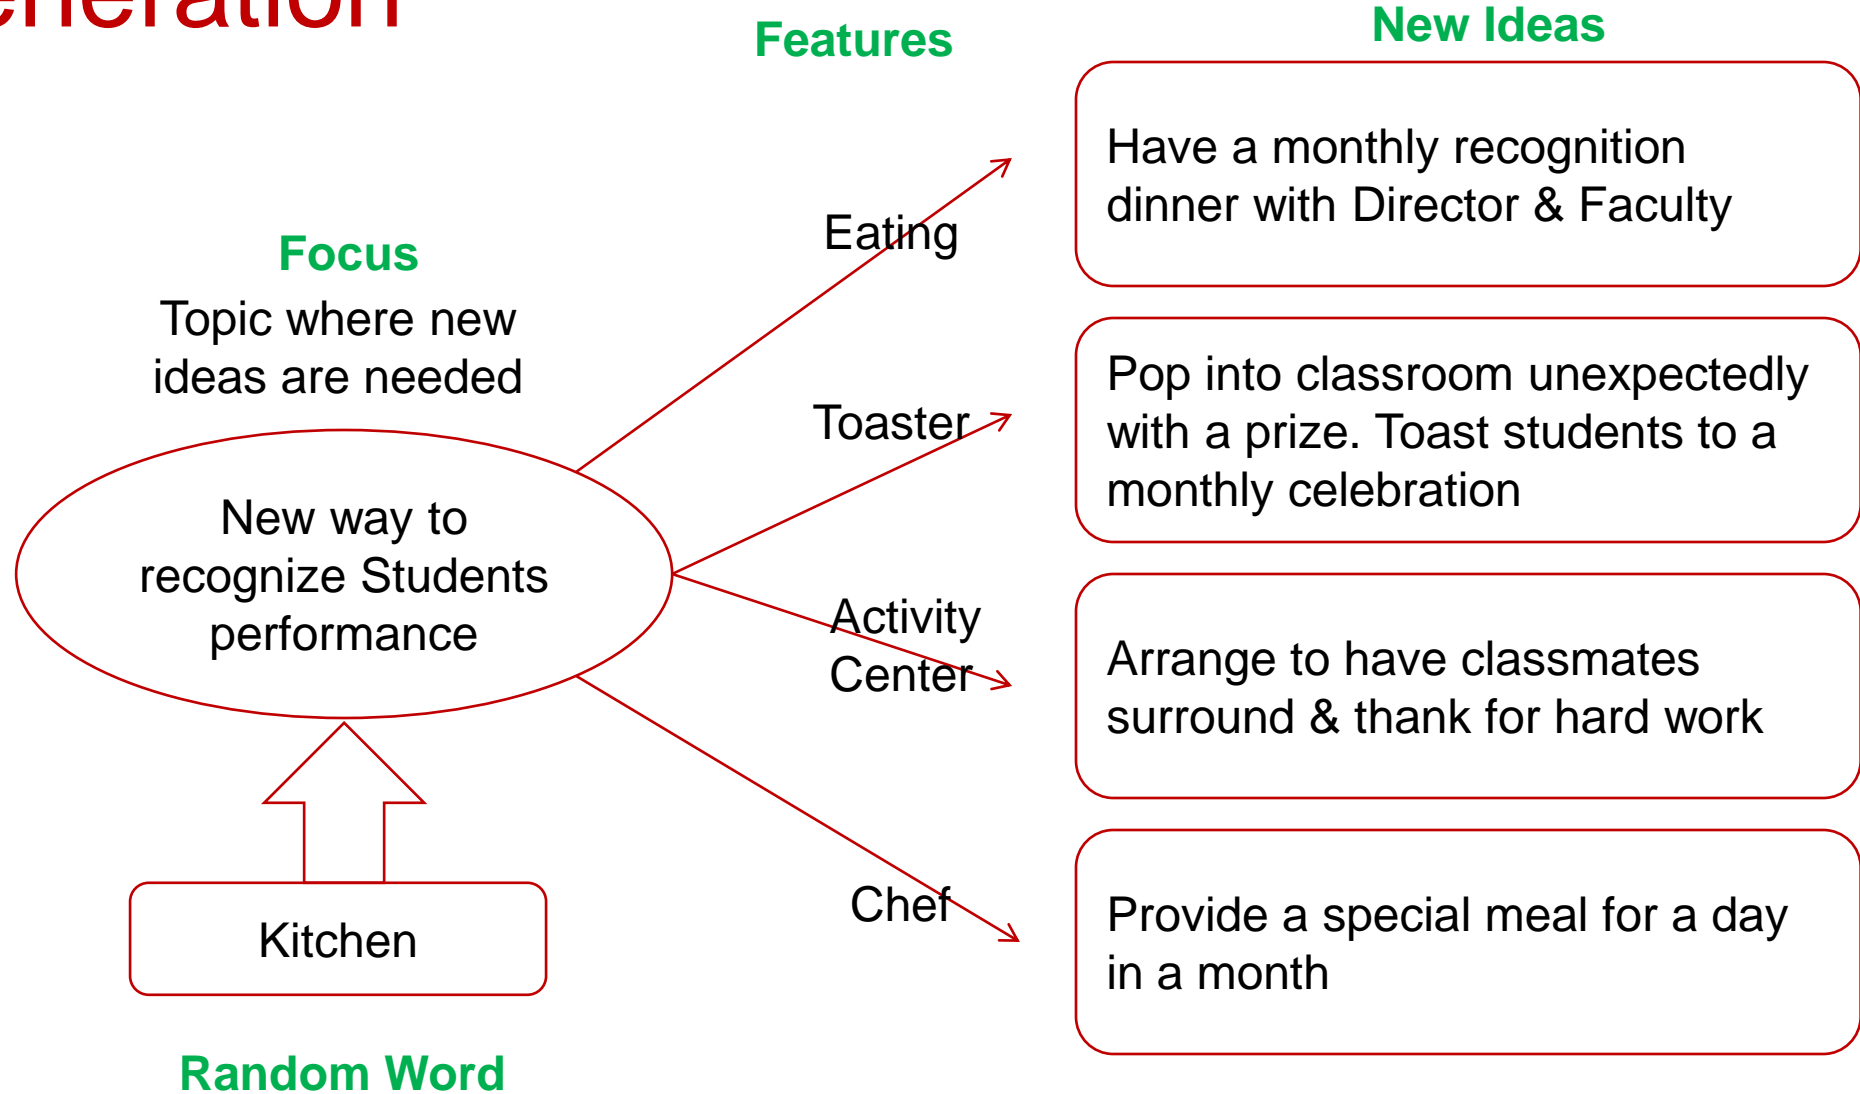 eneration
Features
New Ideas
Focus
Topic where new
ideas are needed
New way to
recognize Students
performance
Kitchen
Random Word
Eating
Toaster
Activity
Center
Chef
Have a monthly recognition
dinner with Director & Faculty
Pop into classroom unexpectedly
with a prize. Toast students to a
monthly celebration
Arrange to have classmates
surround & thank for hard work
Provide a special meal for a day
in a month